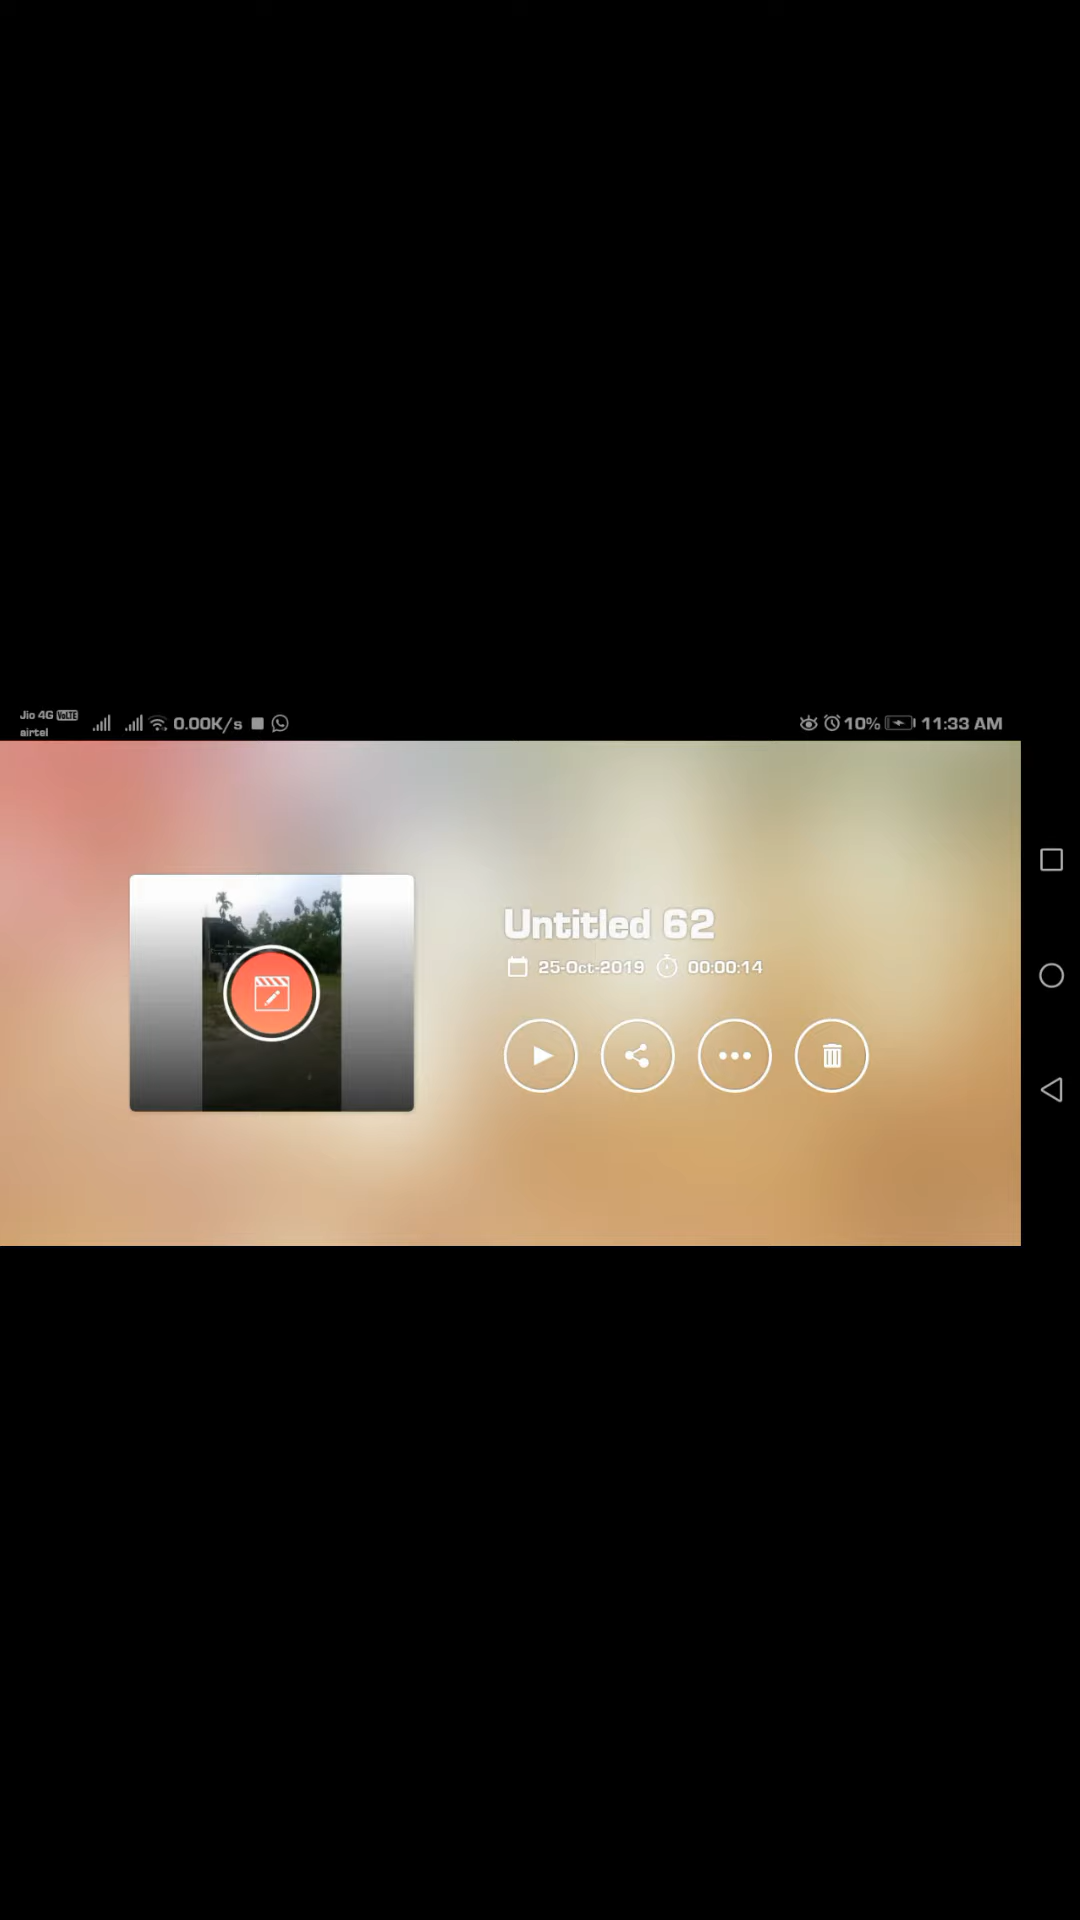 Jio 4G VoLTE
airtel
0.00K/s
10%
11:33 AM
Untitled 62
25-Oct-2019
00:00:14